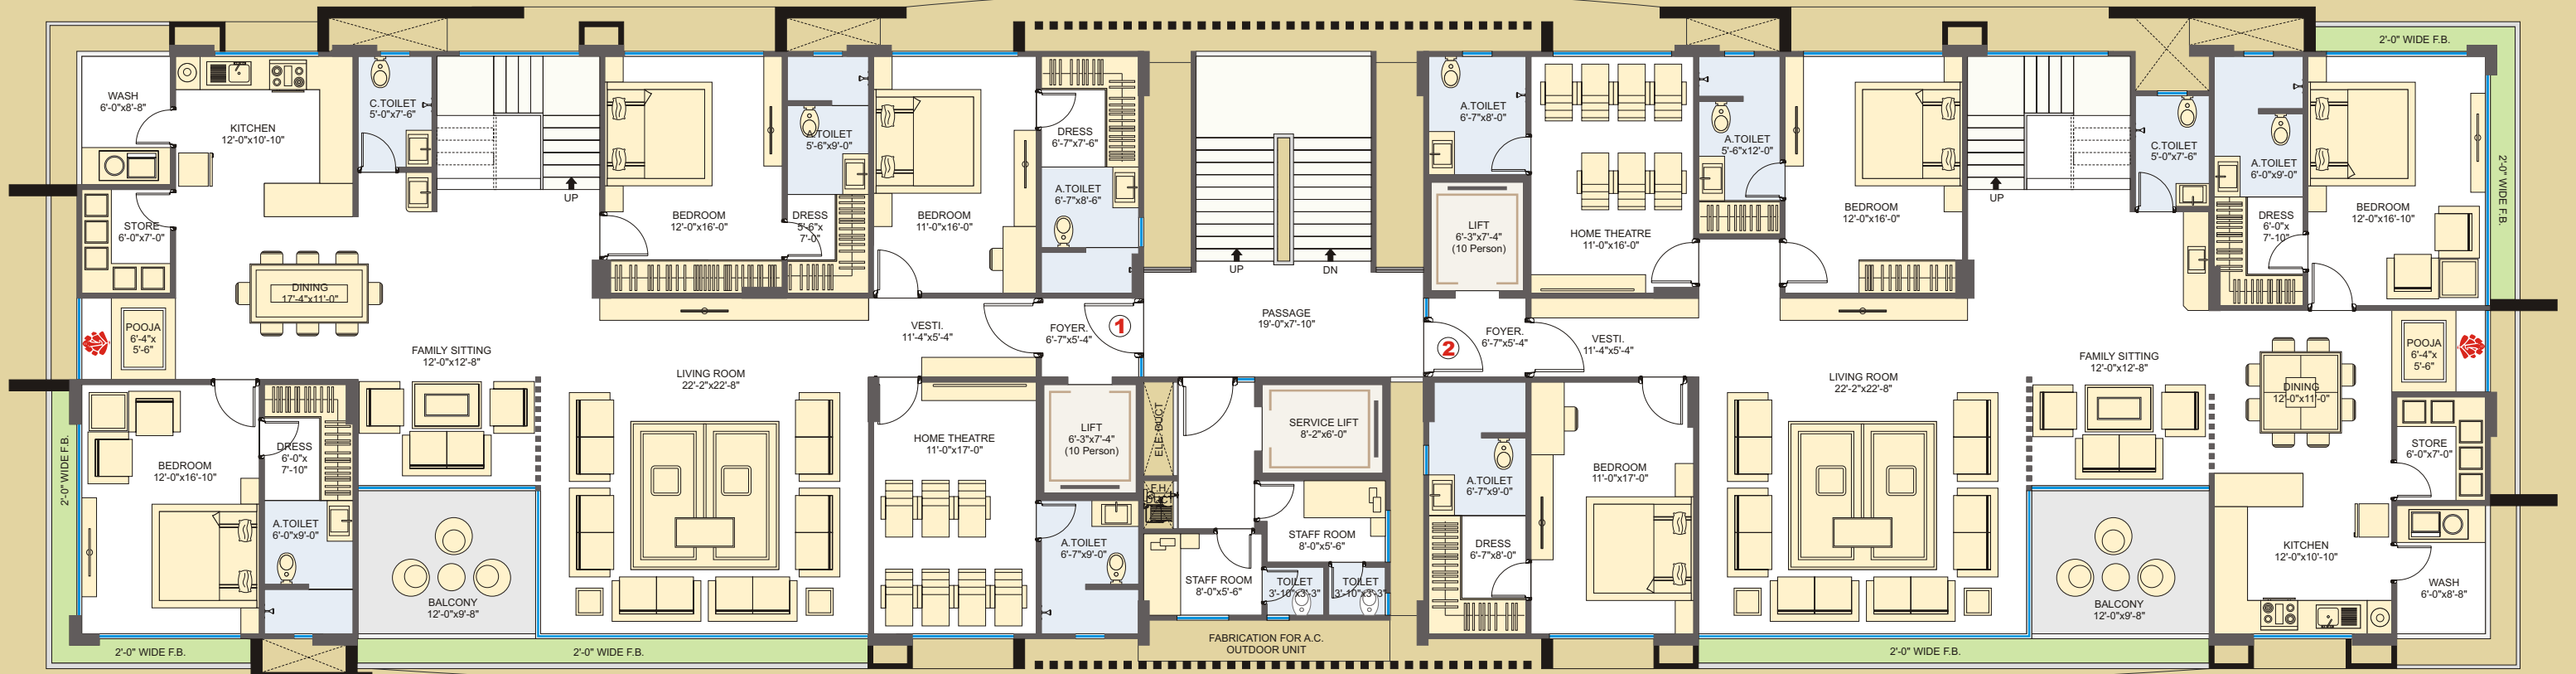 WASH
6'-0"x8'-8"
KITCHEN
12'-0"x10'-10"
C.TOILET
5'-0"x7'-6"
UP
STORE
6'-0"x7'-0"
DINING
17'-4"x11'-0"
POOJA
6'-4"x
5'-6"
FAMILY SITTING
12'-0"x12'-8"
BEDROOM
12'-0"x16'-0"
A.TOILET
5'-6"x9'-0"
DRESS
5'-6"x
7'-0"
BEDROOM
11'-0"x16'-0"
DRESS
6'-7"x7'-6"
A.TOILET
6'-7"x8'-6"
VESTI.
11'-4"x5'-4"
FOYER.
6'-7"x5'-4"
1
LIVING ROOM
22'-2"x22'-8"
BEDROOM
12'-0"x16'-10"
DRESS
6'-0"x
7'-10"
A.TOILET
6'-0"x9'-0"
BALCONY
12'-0"x9'-8"
HOME THEATRE
11'-0"x17'-0"
LIFT
6'-3"x7'-4"
(10 Person)
A.TOILET
6'-7"x9'-0"
2'-0" WIDE F.B.
2'-0" WIDE F.B.
2'-0" WIDE F.B.
UP
DN
PASSAGE
19'-0"x7'-10"
ELE. DUCT
F.H.
DUCT
SERVICE LIFT
8'-2"x6'-0"
STAFF ROOM
8'-0"x5'-6"
STAFF ROOM
8'-0"x5'-6"
TOILET
3'-10"x3'-3"
TOILET
3'-10"x3'-3"
FABRICATION FOR A.C.
OUTDOOR UNIT
A.TOILET
6'-7"x8'-0"
LIFT
6'-3"x7'-4"
(10 Person)
HOME THEATRE
11'-0"x16'-0"
A.TOILET
5'-6"x12'-0"
BEDROOM
12'-0"x16'-0"
UP
C.TOILET
5'-0"x7'-6"
A.TOILET
6'-0"x9'-0"
DRESS
6'-0"x
7'-10"
BEDROOM
12'-0"x16'-10"
2'-0" WIDE F.B.
2'-0" WIDE F.B.
2
FOYER.
6'-7"x5'-4"
VESTI.
11'-4"x5'-4"
LIVING ROOM
22'-2"x22'-8"
FAMILY SITTING
12'-0"x12'-8"
DINING
12'-0"x11'-0"
POOJA
6'-4"x
5'-6"
STORE
6'-0"x7'-0"
A.TOILET
6'-7"x9'-0"
DRESS
6'-7"x8'-0"
BEDROOM
11'-0"x17'-0"
BALCONY
12'-0"x9'-8"
KITCHEN
12'-0"x10'-10"
WASH
6'-0"x8'-8"
2'-0" WIDE F.B.